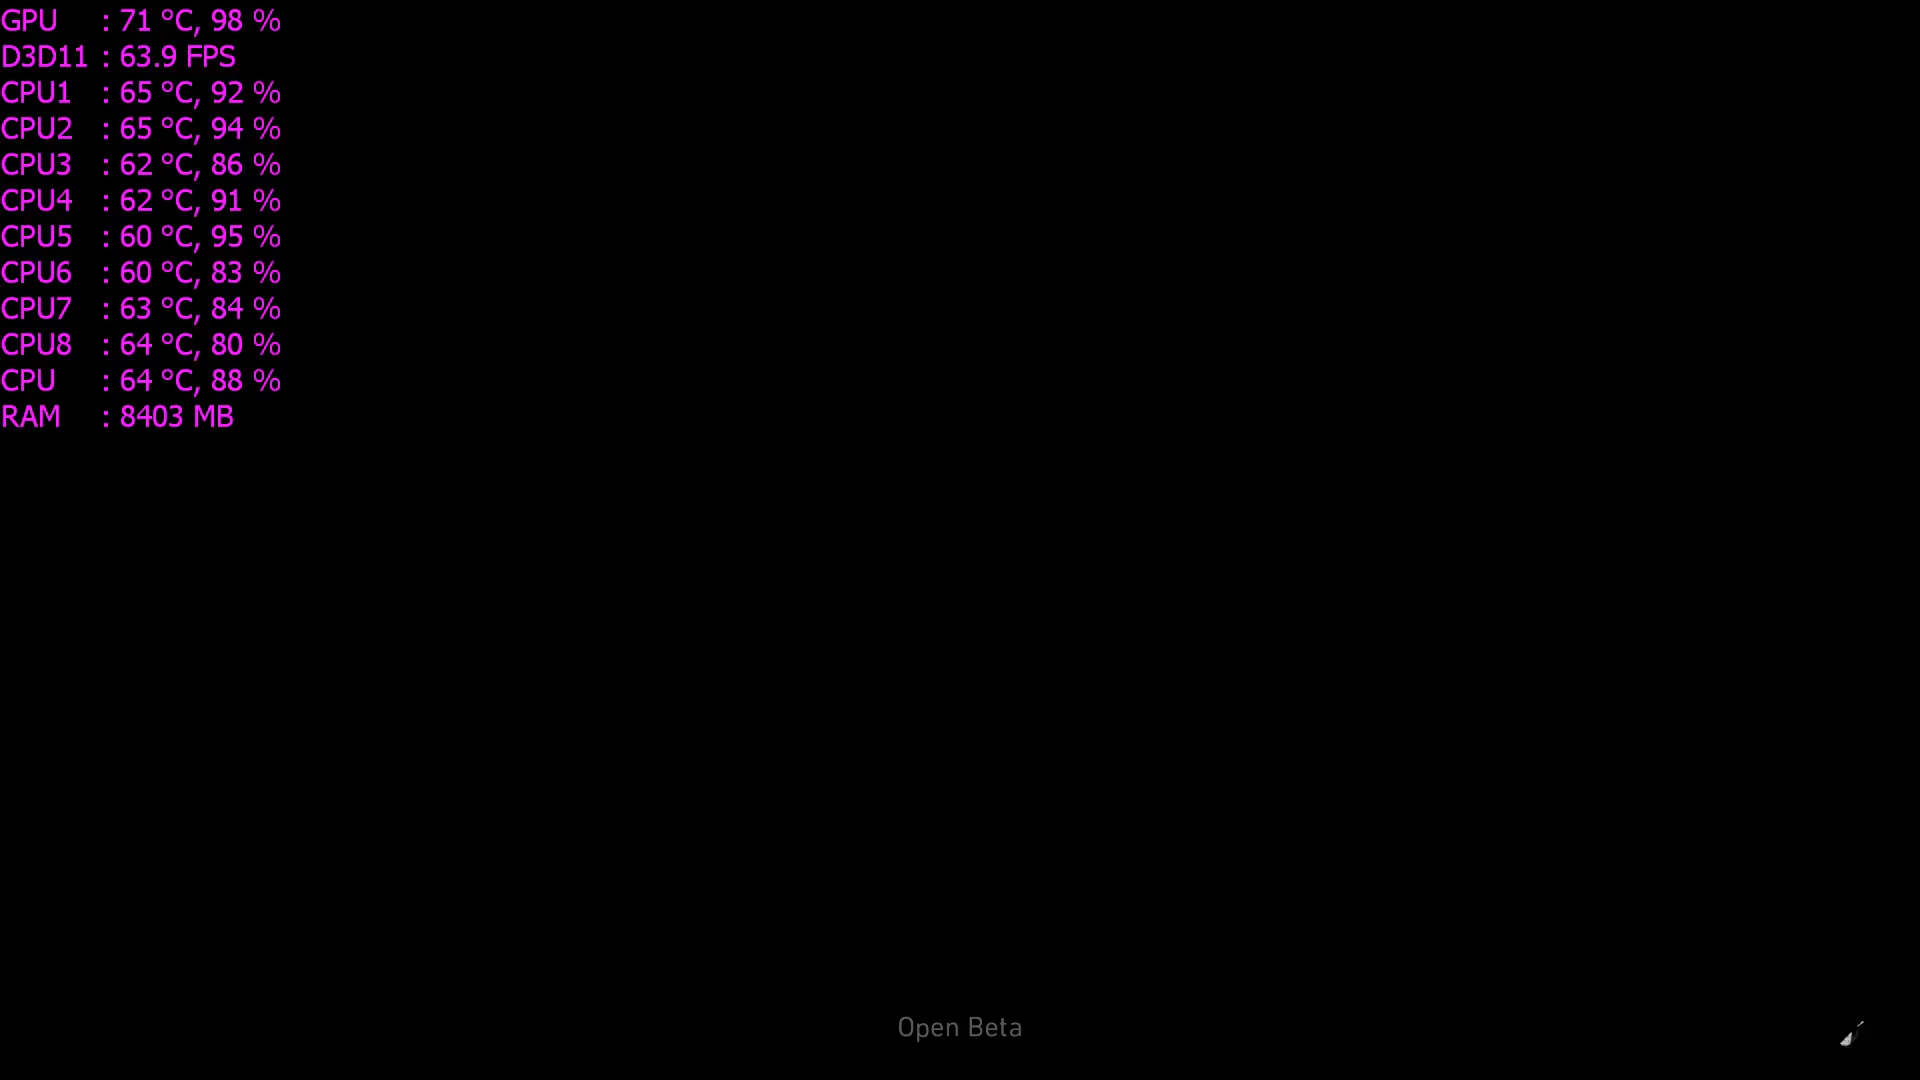 GPU : 71 °C, 98 %
D3D11 : 63.9 FPS
CPU1 : 65 °C, 92 %
CPU2 : 65 °C, 94 %
CPU3 : 62 °C, 86 %
CPU4 : 62 °C, 91 %
CPU5 : 60 °C, 95 %
CPU6 : 60 °C, 83 %
CPU7 : 63 °C, 84 %
CPU8 : 64 °C, 80 %
CPU : 64 °C, 88 %
RAM : 8403 MB
Open Beta